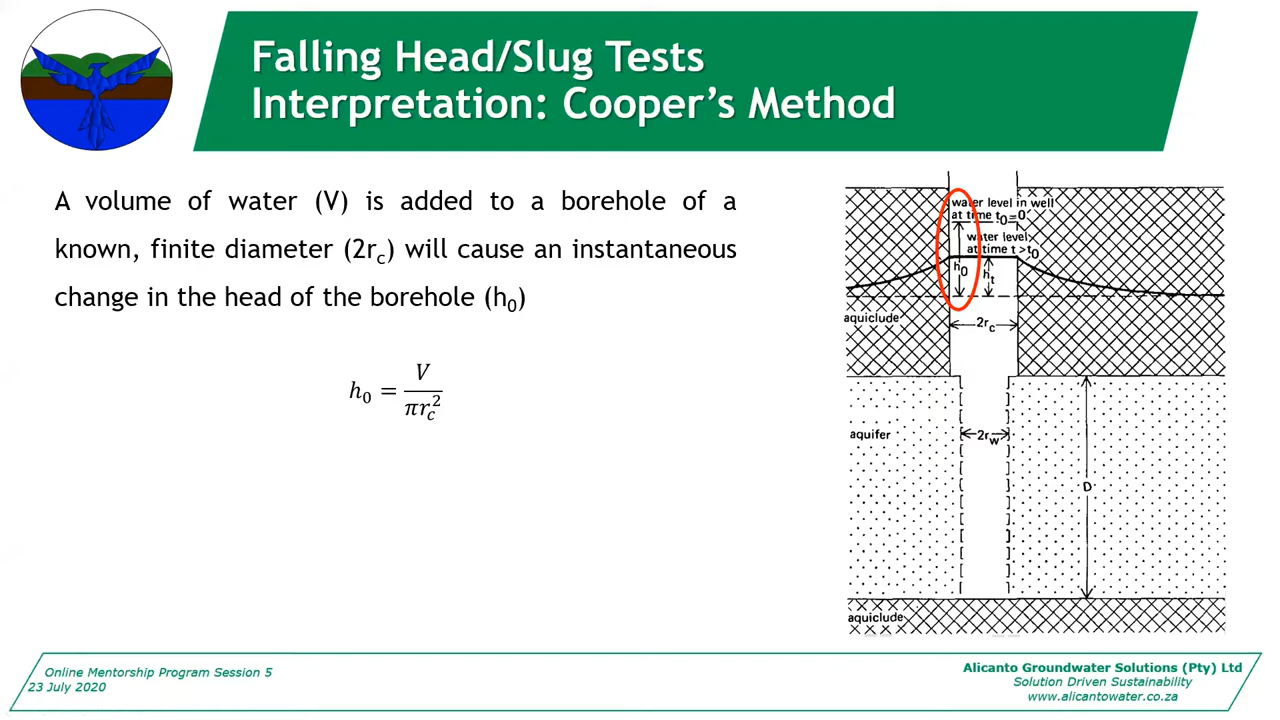 Falling Head/Slug Tests
Interpretation: Cooper's Method
A volume of water (V) is added to a borehole of a
known, finite diameter (2rc) will cause an instantaneous
change in the head of the borehole (h0)
h0 = V / πrc²
water level in well
at time t0=0
water level
at time t >t0
h0
ht
aquiclude
2rc
aquifer
2rw
D
aquiclude
Online Mentorship Program Session 5
23 July 2020
Alicanto Groundwater Solutions (Pty) Ltd
Solution Driven Sustainability
www.alicantowater.co.za